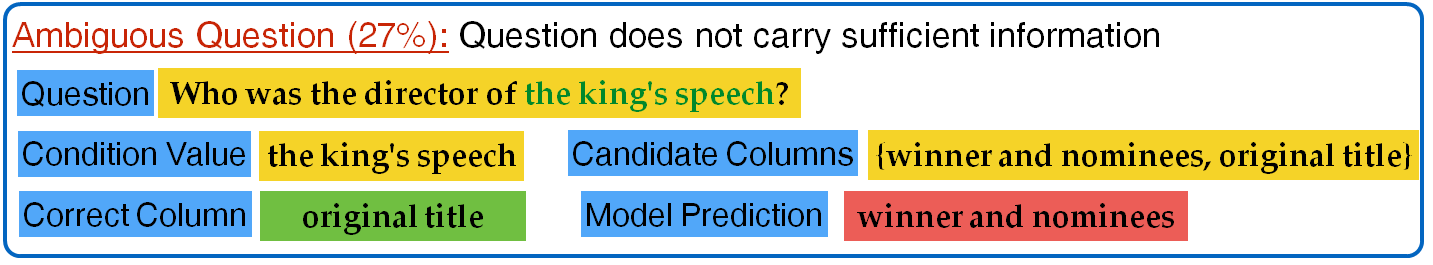 Ambiguous Question (27%): Question does not carry sufficient information
Question Who was the director of the king's speech?
Condition Value the king's speech Candidate Columns {winner and nominees, original title}
Correct Column original title Model Prediction winner and nominees